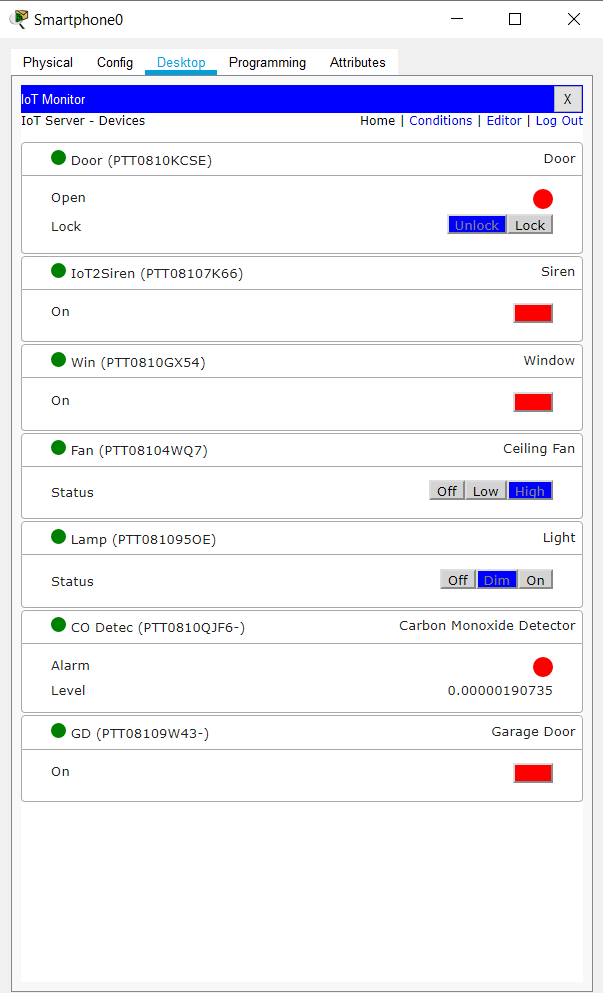 Smartphone0
Physical Config Desktop Programming Attributes
IoT Monitor X
IoT Server - Devices Home | Conditions | Editor | Log Out
Door (PTT0810KCSE) Door
Open
Lock Unlock Lock
IoT2Siren (PTT08107K66) Siren
On
Win (PTT0810GX54) Window
On
Fan (PTT08104WQ7) Ceiling Fan
Status Off Low High
Lamp (PTT081095OE) Light
Status Off Dim On
CO Detec (PTT0810QJF6-) Carbon Monoxide Detector
Alarm
Level 0.00000190735
GD (PTT08109W43-) Garage Door
On